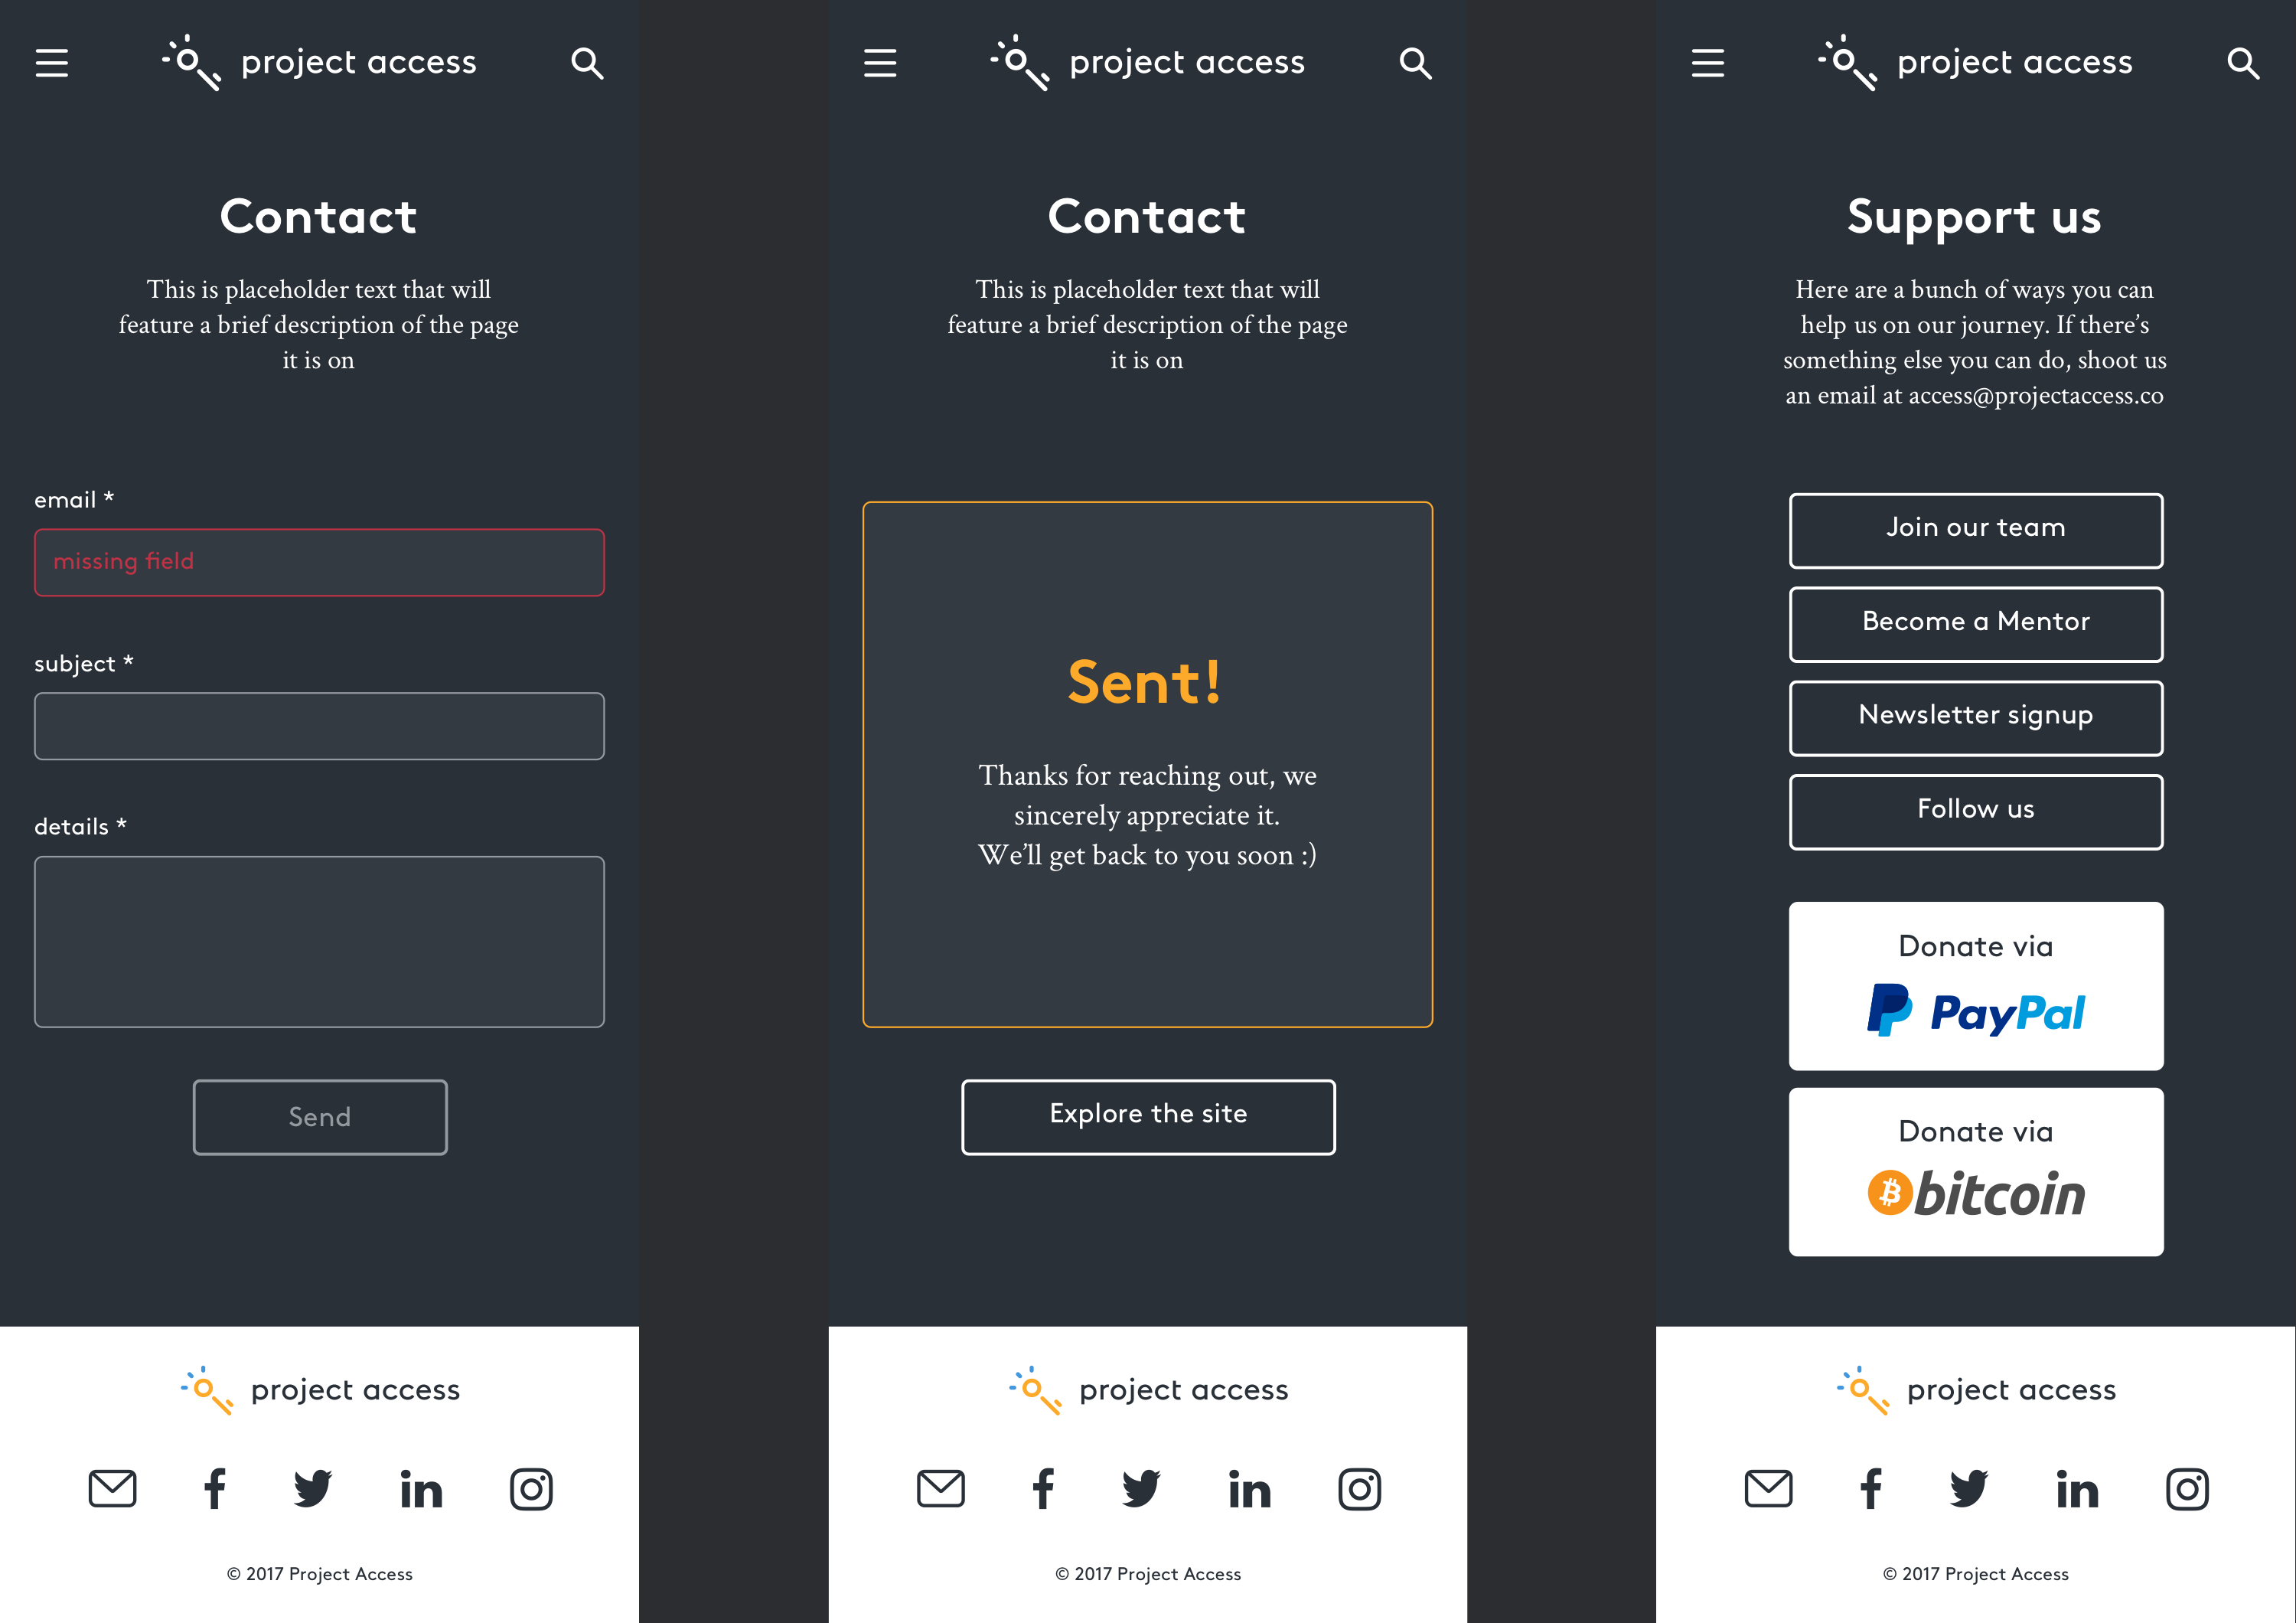 project access
Contact
This is placeholder text that will
feature a brief description of the page
it is on
email *
missing field
subject *
details *
Send
project access
© 2017 Project Access
project access
Contact
This is placeholder text that will
feature a brief description of the page
it is on
Sent!
Thanks for reaching out, we
sincerely appreciate it.
We’ll get back to you soon :)
Explore the site
project access
© 2017 Project Access
project access
Support us
Here are a bunch of ways you can
help us on our journey. If there’s
something else you can do, shoot us
an email at access@projectaccess.co
Join our team
Become a Mentor
Newsletter signup
Follow us
Donate via
PayPal
Donate via
bitcoin
project access
© 2017 Project Access